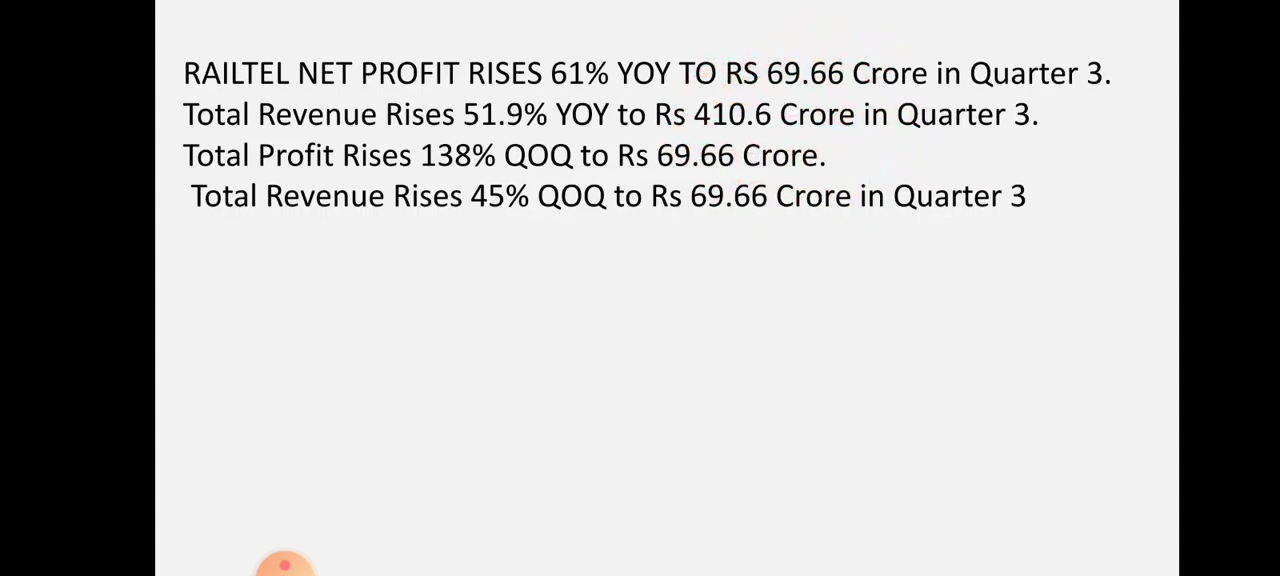 RAILTEL NET PROFIT RISES 61% YOY TO RS 69.66 Crore in Quarter 3.
Total Revenue Rises 51.9% YOY to Rs 410.6 Crore in Quarter 3.
Total Profit Rises 138% QOQ to Rs 69.66 Crore.
Total Revenue Rises 45% QOQ to Rs 69.66 Crore in Quarter 3